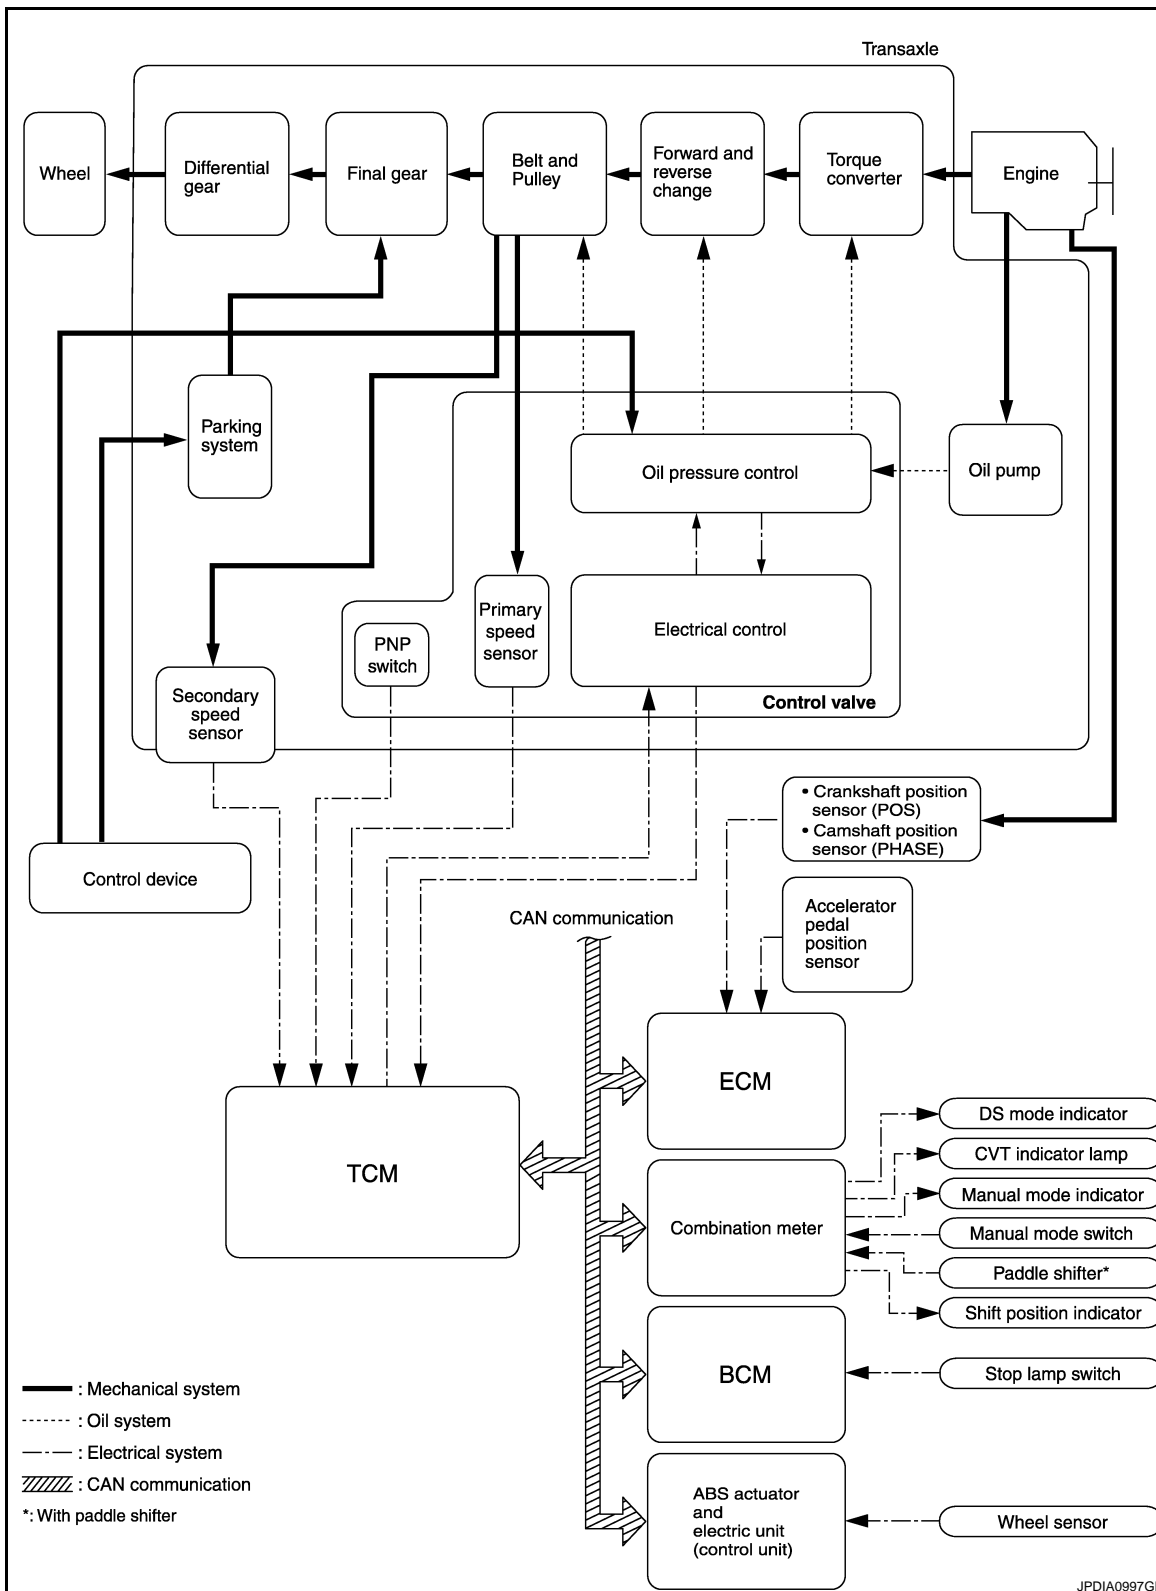 Transaxle
Wheel
Differential
gear
Final gear
Belt and
Pulley
Forward and
reverse
change
Torque
converter
Engine
Parking
system
Oil pressure control
Oil pump
Primary
speed
sensor
Electrical control
PNP
switch
Control valve
Secondary
speed
sensor
• Crankshaft position
sensor (POS)
• Camshaft position
sensor (PHASE)
Control device
Accelerator
pedal
position
sensor
CAN communication
ECM
TCM
DS mode indicator
CVT indicator lamp
Manual mode indicator
Combination meter
Manual mode switch
Paddle shifter*
Shift position indicator
BCM
Stop lamp switch
: Mechanical system
: Oil system
: Electrical system
: CAN communication
*: With paddle shifter
ABS actuator
and
electric unit
(control unit)
Wheel sensor